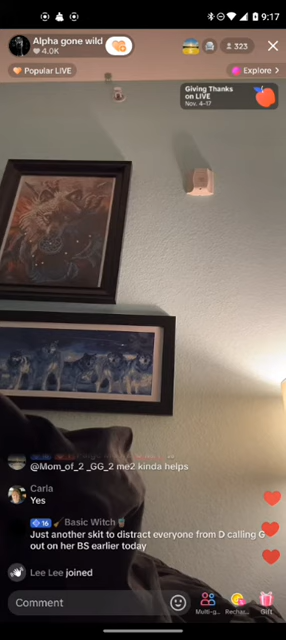 9:17
Alpha gone wild
4.0K
323
Popular LIVE
Explore >
Giving Thanks
on LIVE
Nov. 4-17
@Mom_of_2 _GG_2 me2 kinda helps
Carla
Yes
16 Basic Witch
Just another skit to distract everyone from D calling G
out on her BS earlier today
Lee Lee joined
Comment
Multi-g...
Rechar...
Gift